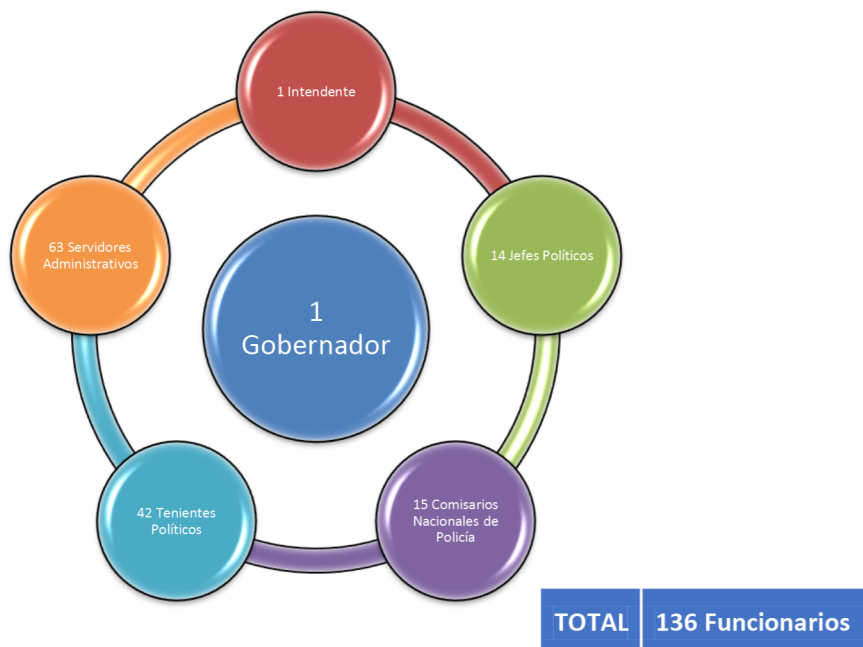 1 Intendente
14 Jefes Políticos
15 Comisarios
Nacionales de
Policía
42 Tenientes
Políticos
63 Servidores
Administrativos
1
Gobernador
TOTAL 136 Funcionarios